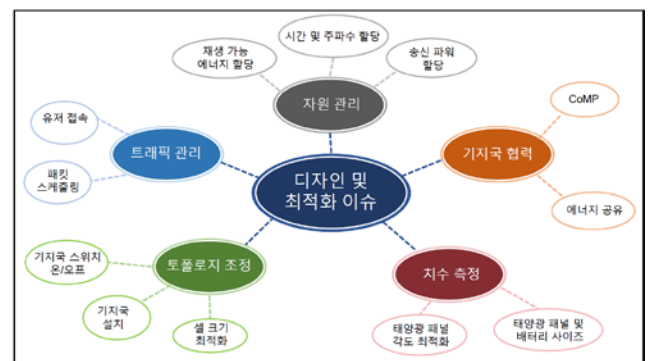 시간 및 주파수 할당
재생 가능
에너지 할당
송신 파워
할당
자원 관리
CoMP
유저 접속
트래픽 관리
기지국 협력
패킷
스케줄링
디자인 및
최적화 이슈
에너지 공유
기지국 스위치
온/오프
토폴로지 조정
치수 측정
기지국
설치
셀 크기
최적화
태양광 패널
각도 최적화
태양광 패널 및
배터리 사이즈